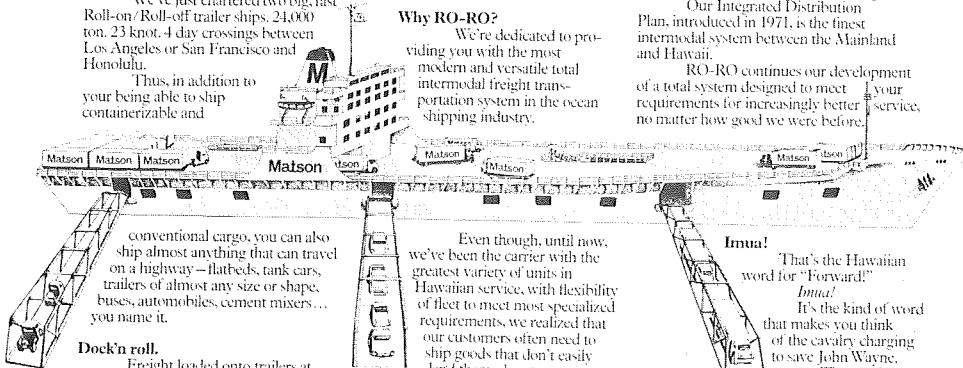 We've just chartered two big, fast
Roll-on/Roll-off trailer ships. 24,000
ton. 23 knot. 4 day crossings between
Los Angeles or San Francisco and
Honolulu.
Thus, in addition to
your being able to ship
containerizable and
conventional cargo, you can also
ship almost anything that can travel
on a highway—flatbeds, tank cars,
trailers of almost any size or shape,
buses, automobiles, cement mixers...
you name it.
Dock'n roll.
Freight loaded onto trailers at
Why RO-RO?
We're dedicated to pro-
viding you with the most
modern and versatile total
intermodal freight trans-
portation system in the ocean
shipping industry.
Even though, until now,
we've been the carrier with the
greatest variety of units in
Hawaiian service, with flexibility
of fleet to meet most specialized
requirements, we realized that
our customers often need to
ship goods that don't easily
Our Integrated Distribution
Plan, introduced in 1971, is the finest
intermodal system between the Mainland
and Hawaii.
RO-RO continues our development
of a total system designed to meet your
requirements for increasingly better service,
no matter how good we were before.
Imua!
That's the Hawaiian
word for "Forward!"
Imua!
It's the kind of word
that makes you think
of the cavalry charging
to save John Wayne.
M
Matson
Matson
Matson
Matson
Matson
Matson
Matson